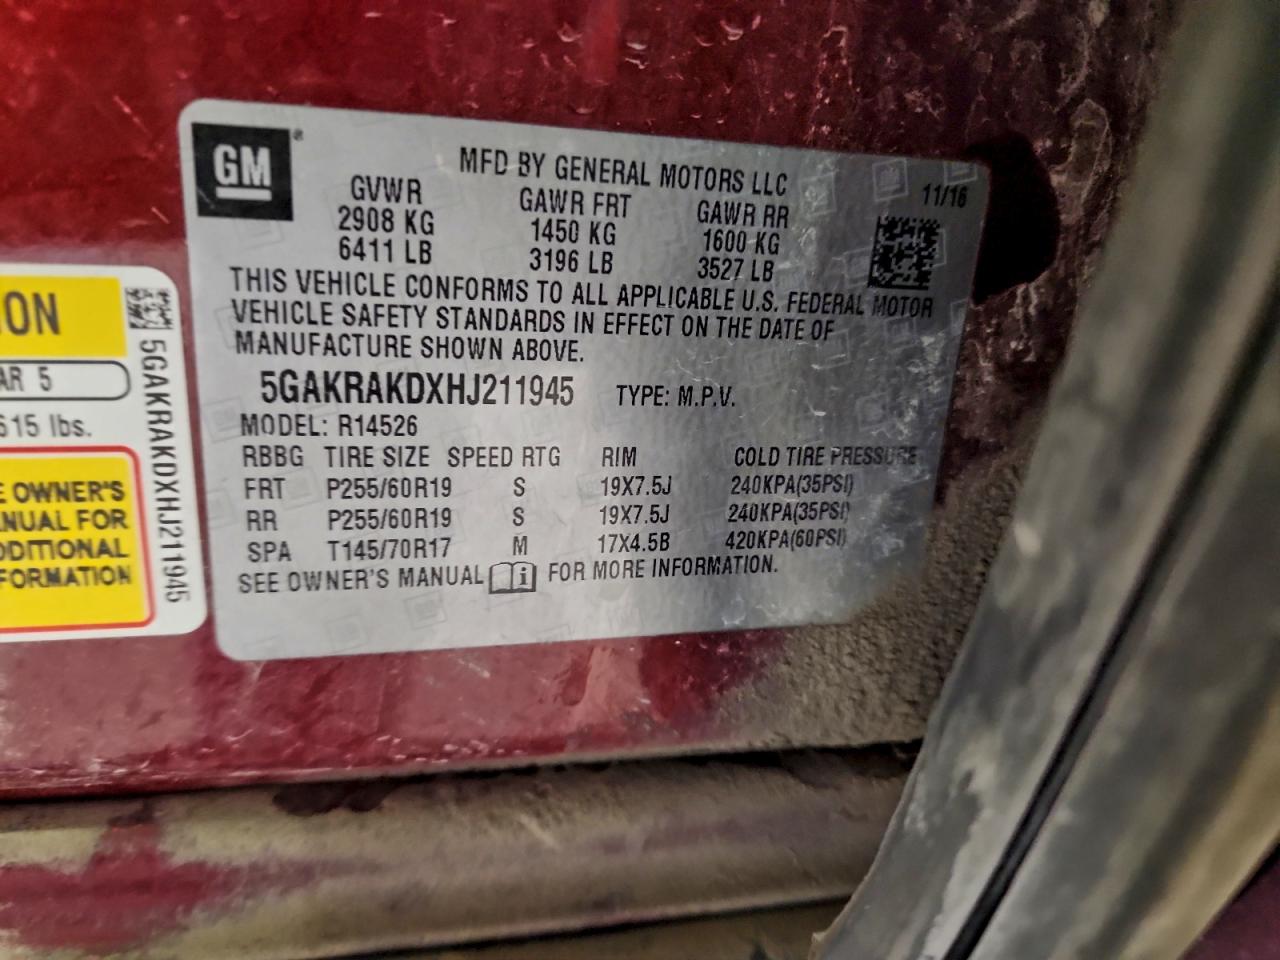 GM
®
MFD BY GENERAL MOTORS LLC
11/16
GVWR GAWR FRT GAWR RR
2908 KG 1450 KG 1600 KG
6411 LB 3196 LB 3527 LB
THIS VEHICLE CONFORMS TO ALL APPLICABLE U.S. FEDERAL MOTOR
VEHICLE SAFETY STANDARDS IN EFFECT ON THE DATE OF
MANUFACTURE SHOWN ABOVE.
5GAKRAKDXHJ211945 TYPE: M.P.V.
MODEL: R14526
RBBG TIRE SIZE SPEED RTG RIM COLD TIRE PRESSURE
FRT P255/60R19 S 19X7.5J 240KPA(35PSI)
RR P255/60R19 S 19X7.5J 240KPA(35PSI)
SPA T145/70R17 M 17X4.5B 420KPA(60PSI)
SEE OWNER'S MANUAL i FOR MORE INFORMATION.
ION
AR 5
615 lbs.
E OWNER'S
NUAL FOR
DDITIONAL
FORMATION
5GAKRAKDXHJ211945